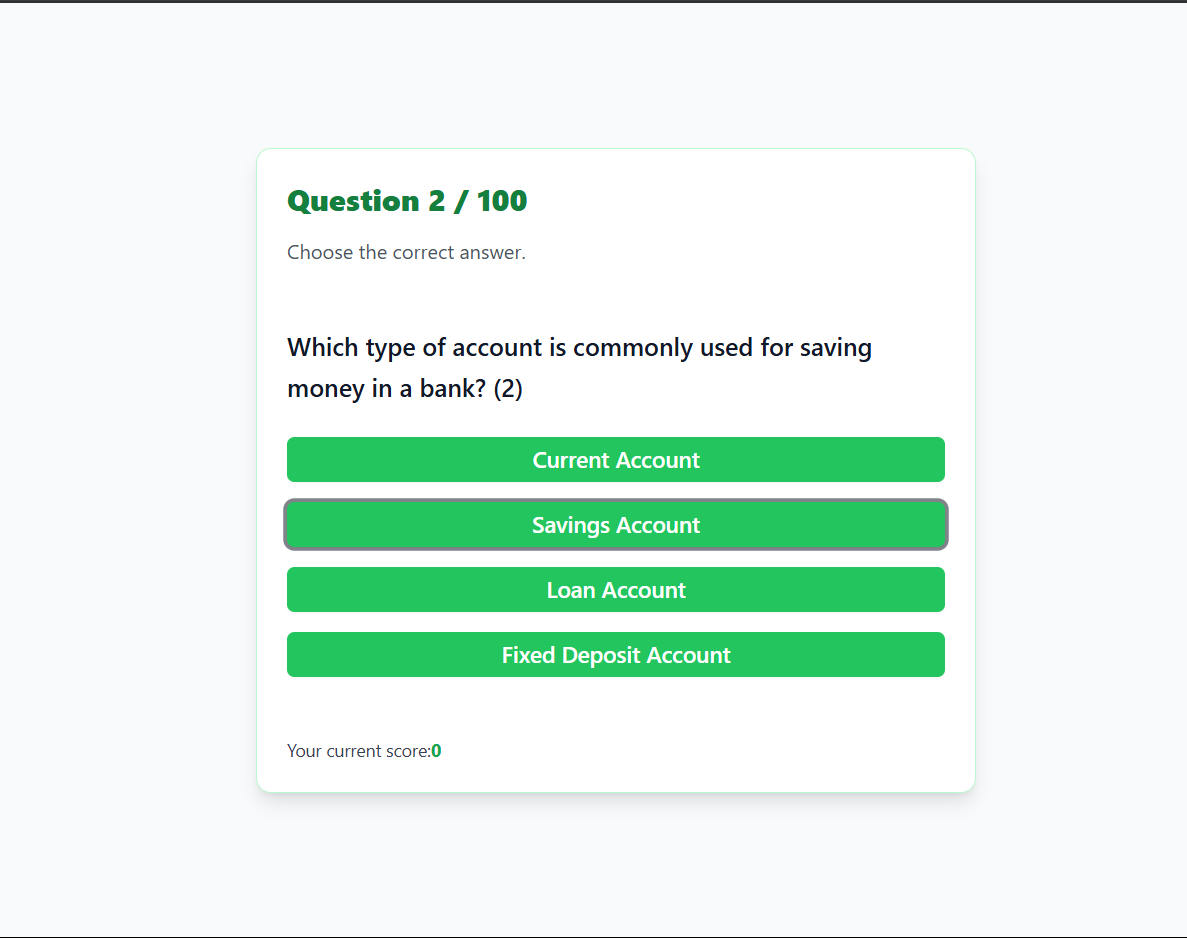 Question 2 / 100
Choose the correct answer.
Which type of account is commonly used for saving
money in a bank? (2)
Current Account
Savings Account
Loan Account
Fixed Deposit Account
Your current score:0